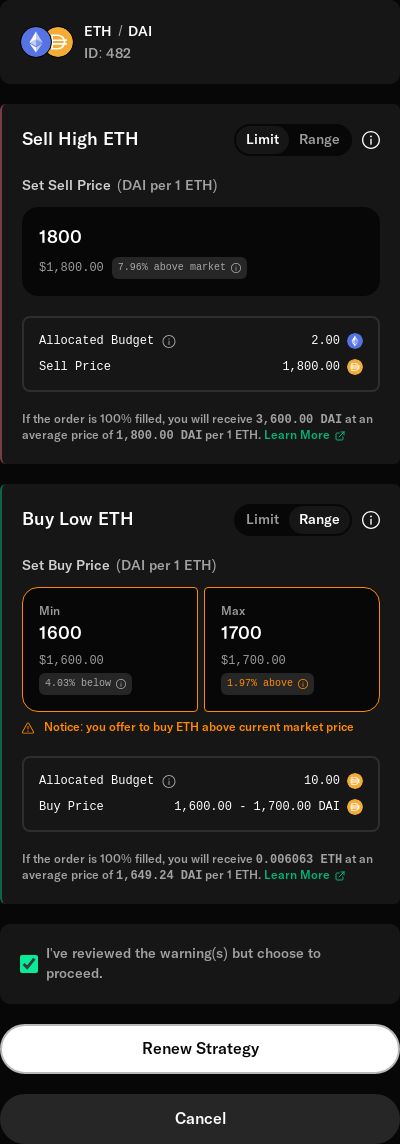 ETH / DAI
ID: 482
Sell High ETH
Limit Range
Set Sell Price (DAI per 1 ETH)
1800
$1,800.00 7.96% above market
Allocated Budget 2.00
Sell Price 1,800.00
If the order is 100% filled, you will receive 3,600.00 DAI at an
average price of 1,800.00 DAI per 1 ETH. Learn More
Buy Low ETH
Limit Range
Set Buy Price (DAI per 1 ETH)
Min Max
1600 1700
$1,600.00 $1,700.00
4.03% below 1.97% above
Notice: you offer to buy ETH above current market price
Allocated Budget 10.00
Buy Price 1,600.00 - 1,700.00 DAI
If the order is 100% filled, you will receive 0.006063 ETH at an
average price of 1,649.24 DAI per 1 ETH. Learn More
I've reviewed the warning(s) but choose to
proceed.
Renew Strategy
Cancel